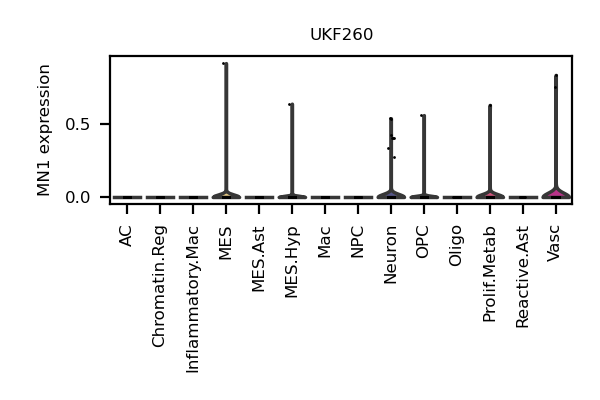 UKF260
MN1 expression
0.5
0.0
AC
Chromatin.Reg
Inflammatory.Mac
MES
MES.Ast
MES.Hyp
Mac
NPC
Neuron
OPC
Oligo
Prolif.Metab
Reactive.Ast
Vasc